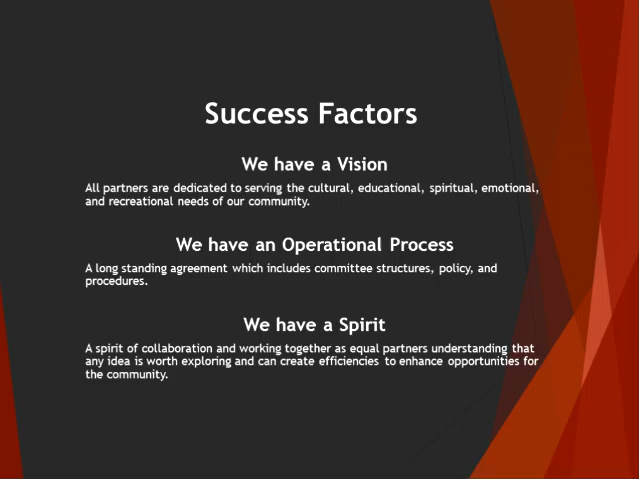 Success Factors
We have a Vision
All partners are dedicated to serving the cultural, educational, spiritual, emotional,
and recreational needs of our community.
We have an Operational Process
A long standing agreement which includes committee structures, policy, and
procedures.
We have a Spirit
A spirit of collaboration and working together as equal partners understanding that
any idea is worth exploring and can create efficiencies to enhance opportunities for
the community.